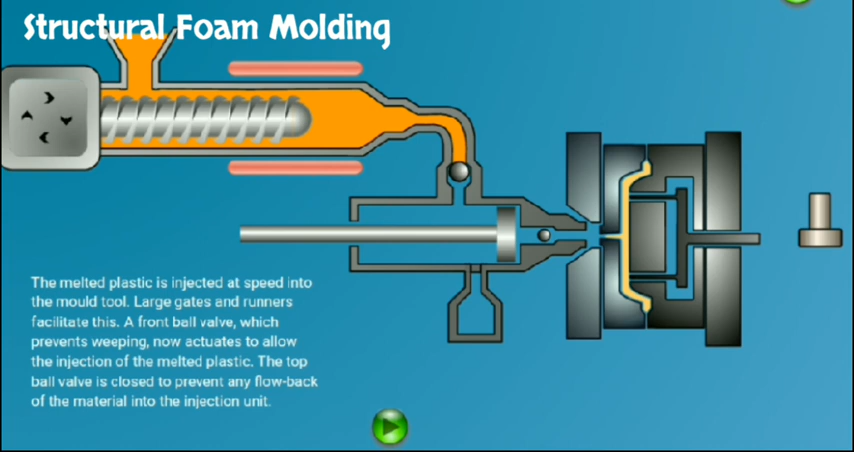 Structural Foam Molding
The melted plastic is injected at speed into
the mould tool. Large gates and runners
facilitate this. A front ball valve, which
prevents weeping, now actuates to allow
the injection of the melted plastic. The top
ball valve is closed to prevent any flow-back
of the material into the injection unit.